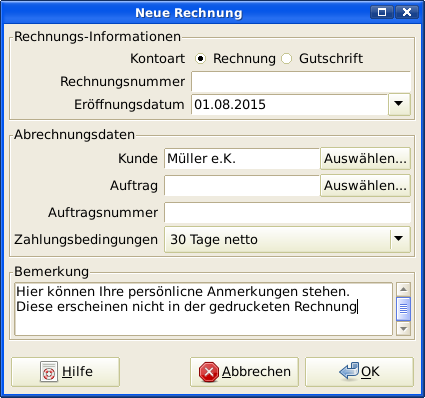 Neue Rechnung
Rechnungs-Informationen
Kontoart Rechnung Gutschrift
Rechnungsnummer
Eröffnungsdatum 01.08.2015
Abrechnungsdaten
Kunde Müller e.K. Auswählen...
Auftrag Auswählen...
Auftragsnummer
Zahlungsbedingungen 30 Tage netto
Bemerkung
Hier können Ihre persönlicne Anmerkungen stehen.
Diese erscheinen nicht in der gedrucketen Rechnung
Hilfe Abbrechen OK